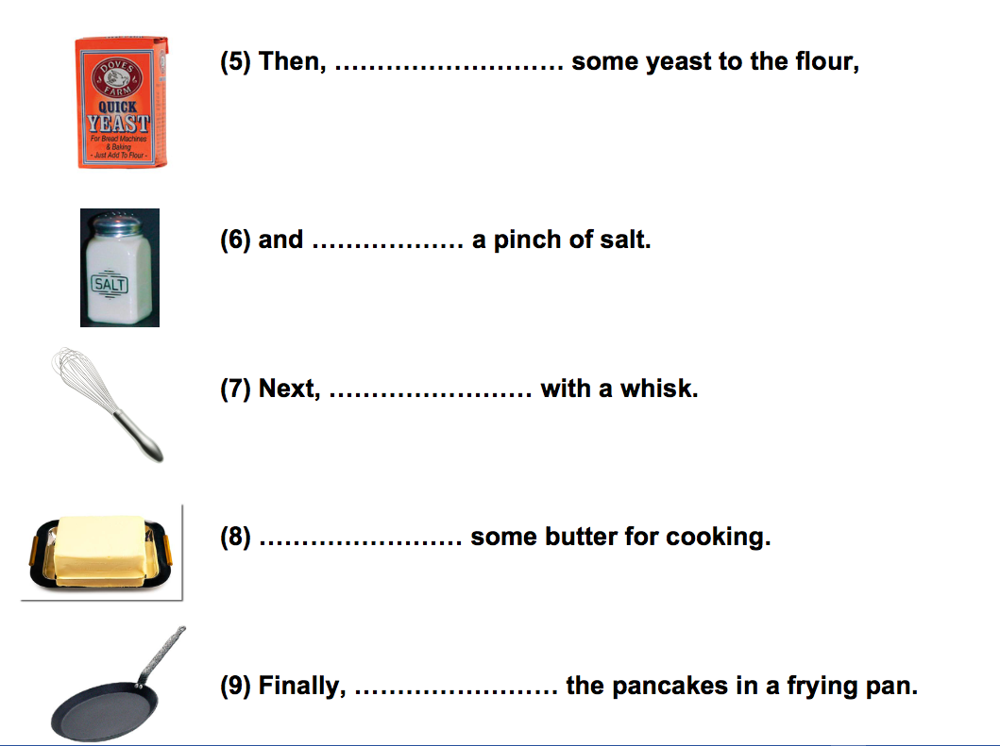 DOVES
FARM
QUICK
YEAST
For Bread Machines
& Baking
- Just Add To Flour -
(5) Then, ……………………… some yeast to the flour,
SALT
(6) and ……………… a pinch of salt.
(7) Next, …………………… with a whisk.
(8) …………………… some butter for cooking.
(9) Finally, …………………… the pancakes in a frying pan.